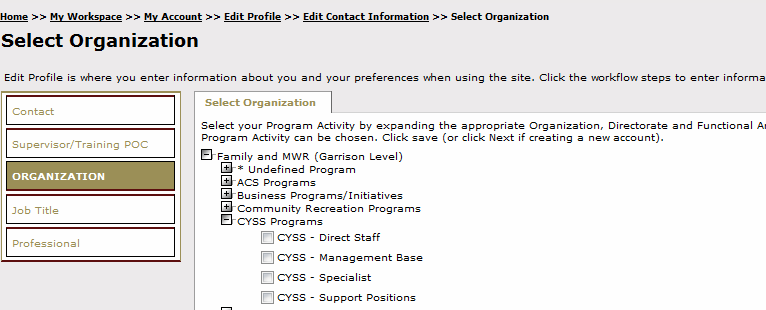 Home >> My Workspace >> My Account >> Edit Profile >> Edit Contact Information >> Select Organization
Select Organization
Edit Profile is where you enter information about you and your preferences when using the site. Click the workflow steps to enter informa
Contact
Supervisor/Training POC
ORGANIZATION
Job Title
Professional
Select Organization
Select your Program Activity by expanding the appropriate Organization, Directorate and Functional Ar
Program Activity can be chosen. Click save (or click Next if creating a new account).
Family and MWR (Garrison Level)
* Undefined Program
ACS Programs
Business Programs/Initiatives
Community Recreation Programs
CYSS Programs
CYSS - Direct Staff
CYSS - Management Base
CYSS - Specialist
CYSS - Support Positions